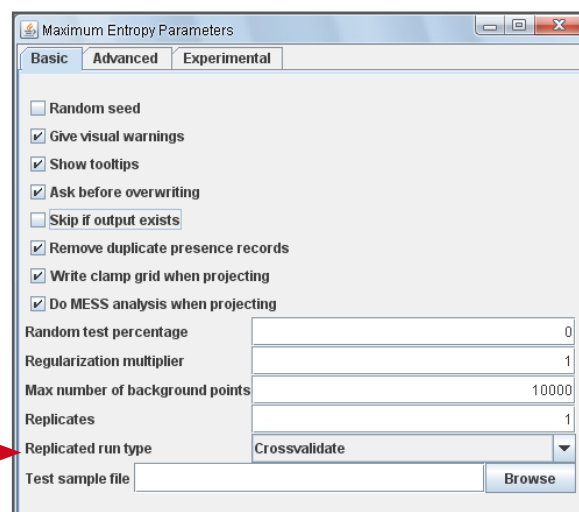 Maximum Entropy Parameters
Basic Advanced Experimental
Random seed
Give visual warnings
Show tooltips
Ask before overwriting
Skip if output exists
Remove duplicate presence records
Write clamp grid when projecting
Do MESS analysis when projecting
Random test percentage 0
Regularization multiplier 1
Max number of background points 10000
Replicates 1
Replicated run type Crossvalidate
Test sample file Browse